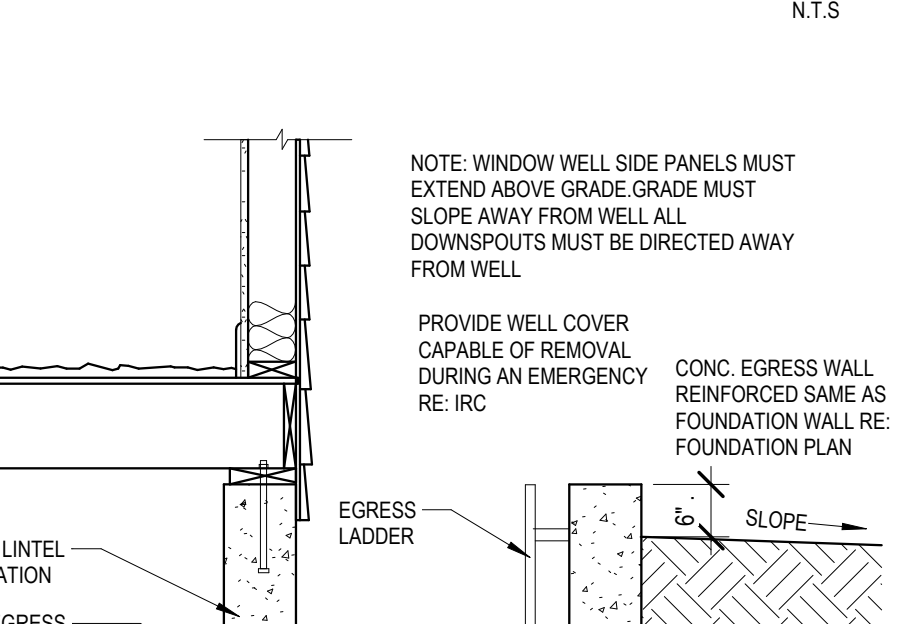 N.T.S
NOTE: WINDOW WELL SIDE PANELS MUST
EXTEND ABOVE GRADE.GRADE MUST
SLOPE AWAY FROM WELL ALL
DOWNSPOUTS MUST BE DIRECTED AWAY
FROM WELL
PROVIDE WELL COVER
CAPABLE OF REMOVAL
DURING AN EMERGENCY
RE: IRC
CONC. EGRESS WALL
REINFORCED SAME AS
FOUNDATION WALL RE:
FOUNDATION PLAN
6"
SLOPE
EGRESS
LADDER
LINTEL